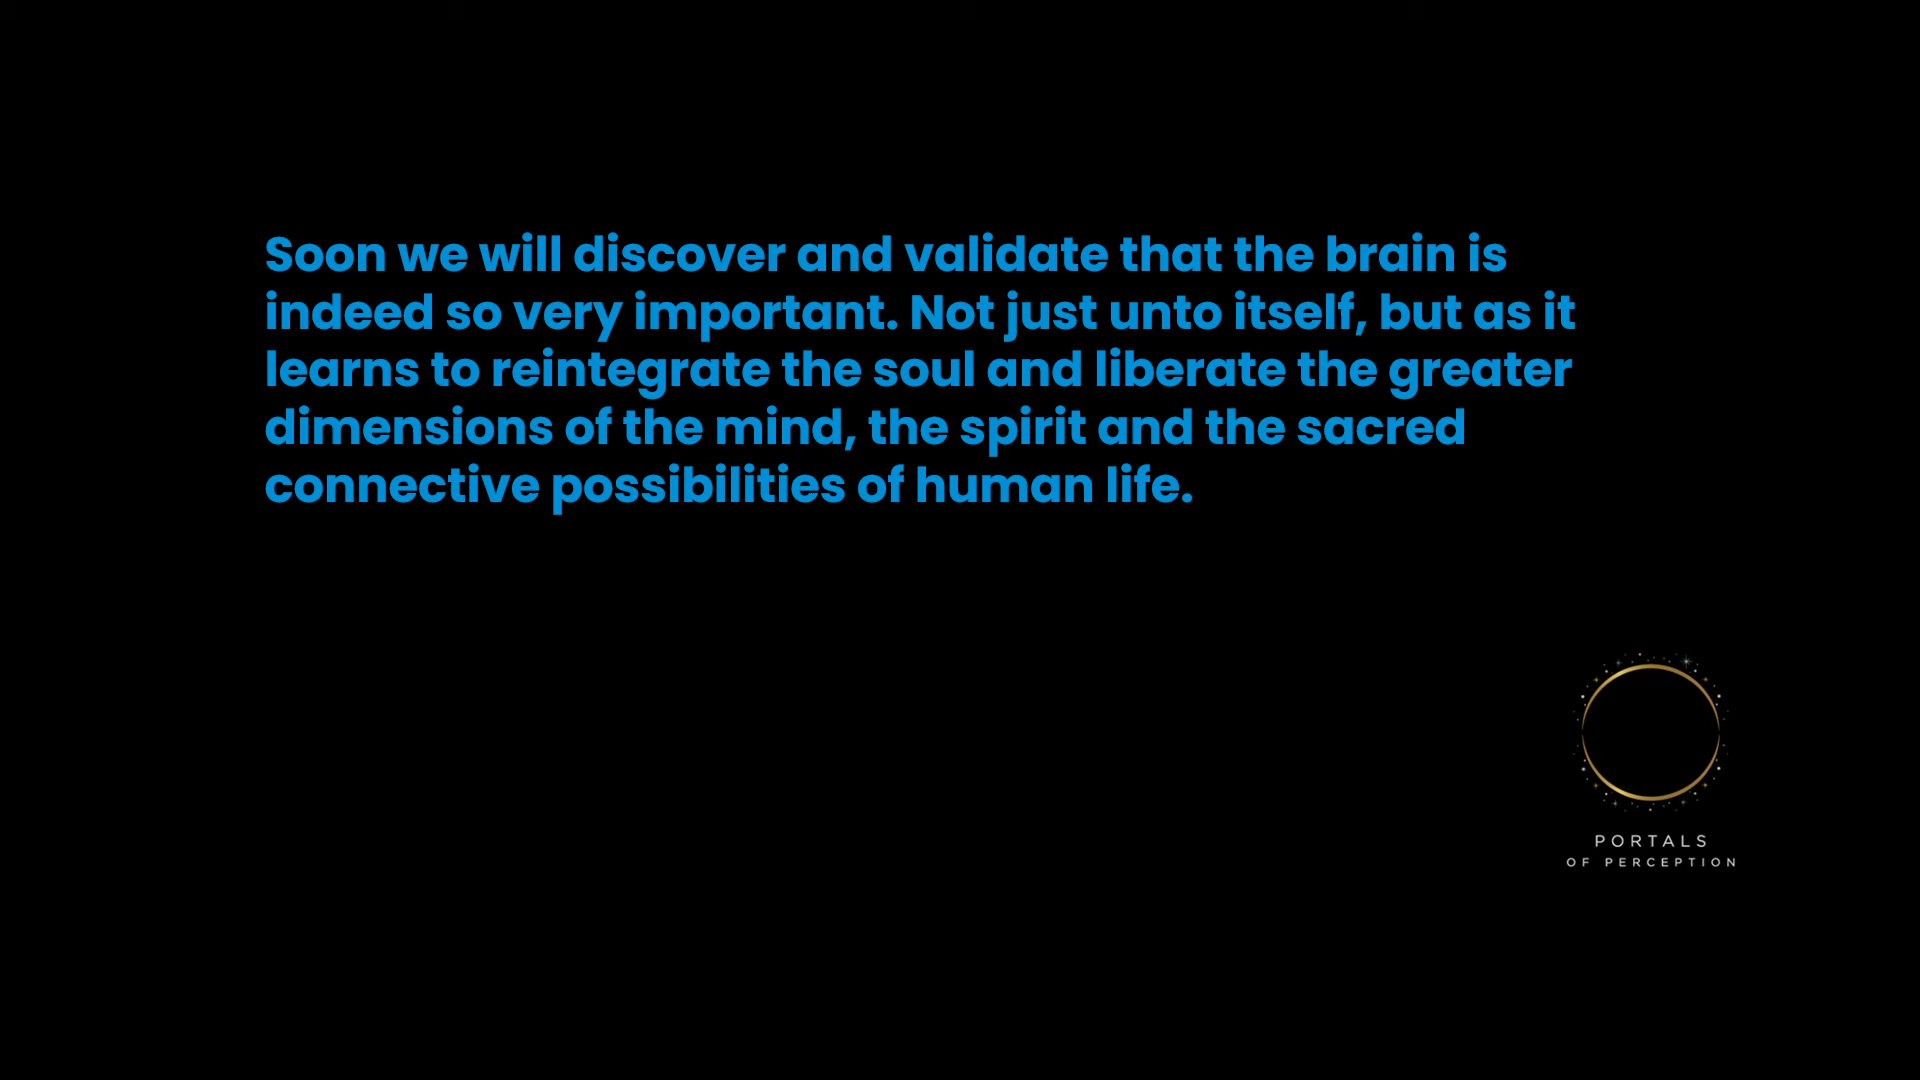 Soon we will discover and validate that the brain is
indeed so very important. Not just unto itself, but as it
learns to reintegrate the soul and liberate the greater
dimensions of the mind, the spirit and the sacred
connective possibilities of human life.
PORTALS
OF PERCEPTION